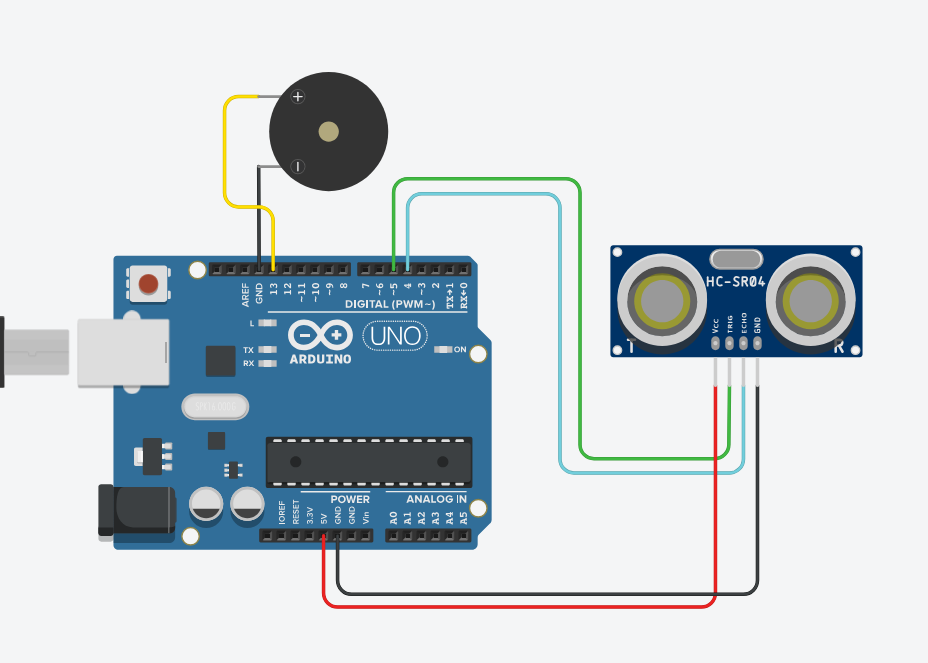 +
−
AREF
GND
13
12
~11
~10
~9
8
7
~6
~5
4
~3
2
TX→1
RX←0
DIGITAL (PWM~)
L
TX
RX
ARDUINO
UNO
ON
HC-SR04
VCC
TRIG
ECHO
GND
T
R
POWER
ANALOG IN
IOREF
RESET
3.3V
5V
GND
GND
Vin
A0
A1
A2
A3
A4
A5